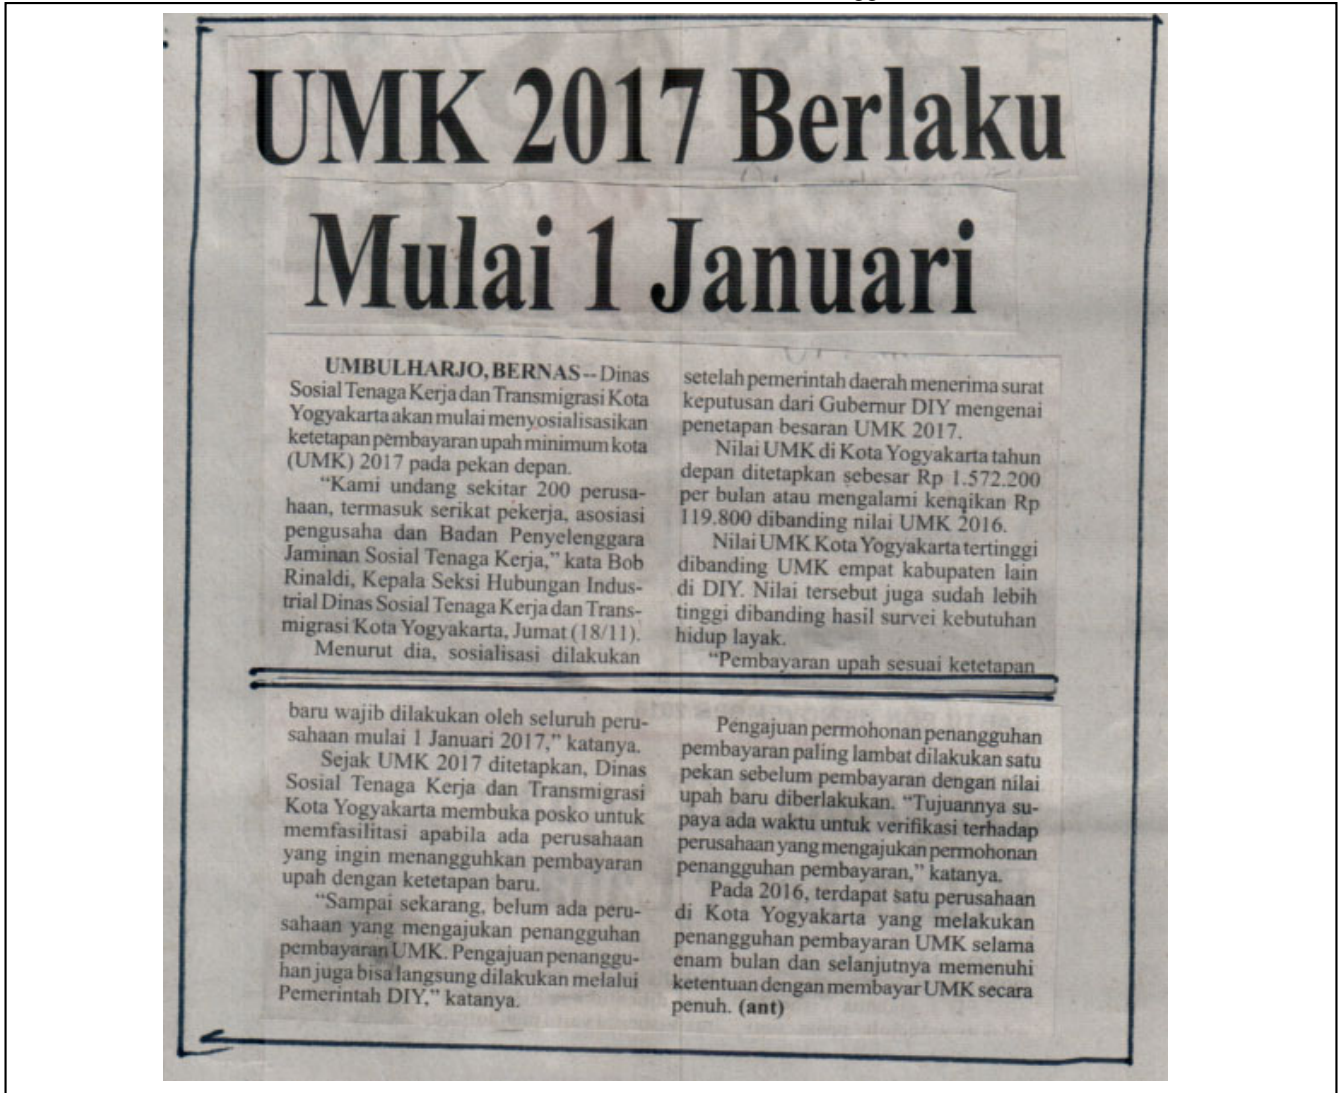 UMK 2017 Berlaku
Mulai 1 Januari
UMBULHARJO, BERNAS -- Dinas
Sosial Tenaga Kerja dan Transmigrasi Kota
Yogyakarta akan mulai menyosialisasikan
ketetapan pembayaran upah minimum kota
(UMK) 2017 pada pekan depan.
“Kami undang sekitar 200 perusa-
haan, termasuk serikat pekerja, asosiasi
pengusaha dan Badan Penyelenggara
Jaminan Sosial Tenaga Kerja,” kata Bob
Rinaldi, Kepala Seksi Hubungan Indus-
trial Dinas Sosial Tenaga Kerja dan Trans-
migrasi Kota Yogyakarta, Jumat (18/11).
Menurut dia, sosialisasi dilakukan
setelah pemerintah daerah menerima surat
keputusan dari Gubernur DIY mengenai
penetapan besaran UMK 2017.
Nilai UMK di Kota Yogyakarta tahun
depan ditetapkan sebesar Rp 1.572.200
per bulan atau mengalami kenaikan Rp
119.800 dibanding nilai UMK 2016.
Nilai UMK Kota Yogyakarta tertinggi
dibanding UMK empat kabupaten lain
di DIY. Nilai tersebut juga sudah lebih
tinggi dibanding hasil survei kebutuhan
hidup layak.
“Pembayaran upah sesuai ketetapan
baru wajib dilakukan oleh seluruh peru-
sahaan mulai 1 Januari 2017,” katanya.
Sejak UMK 2017 ditetapkan, Dinas
Sosial Tenaga Kerja dan Transmigrasi
Kota Yogyakarta membuka posko untuk
memfasilitasi apabila ada perusahaan
yang ingin menangguhkan pembayaran
upah dengan ketetapan baru.
“Sampai sekarang, belum ada peru-
sahaan yang mengajukan penangguhan
pembayaran UMK. Pengajuan penanggu-
han juga bisa langsung dilakukan melalui
Pemerintah DIY,” katanya.
Pengajuan permohonan penangguhan
pembayaran paling lambat dilakukan satu
pekan sebelum pembayaran dengan nilai
upah baru diberlakukan. “Tujuannya su-
paya ada waktu untuk verifikasi terhadap
perusahaan yang mengajukan permohonan
penangguhan pembayaran,” katanya.
Pada 2016, terdapat satu perusahaan
di Kota Yogyakarta yang melakukan
penangguhan pembayaran UMK selama
enam bulan dan selanjutnya memenuhi
ketentuan dengan membayar UMK secara
penuh. (ant)